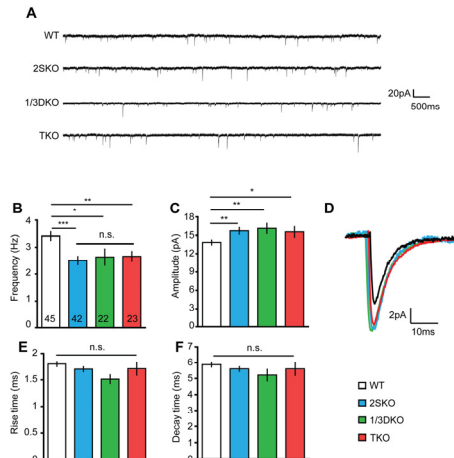 A
WT
2SKO
1/3DKO
TKO
20pA
500ms
B
**
*
***
n.s.
Frequency (Hz)
4
3
2
1
0
45
42
22
23
C
*
**
**
Amplitude (pA)
18
15
12
9
6
3
0
D
2pA
10ms
E
n.s.
Rise time (ms)
2
1.5
1
0.5
0
F
n.s.
Decay time (ms)
7
6
5
4
3
2
1
0
WT
2SKO
1/3DKO
TKO